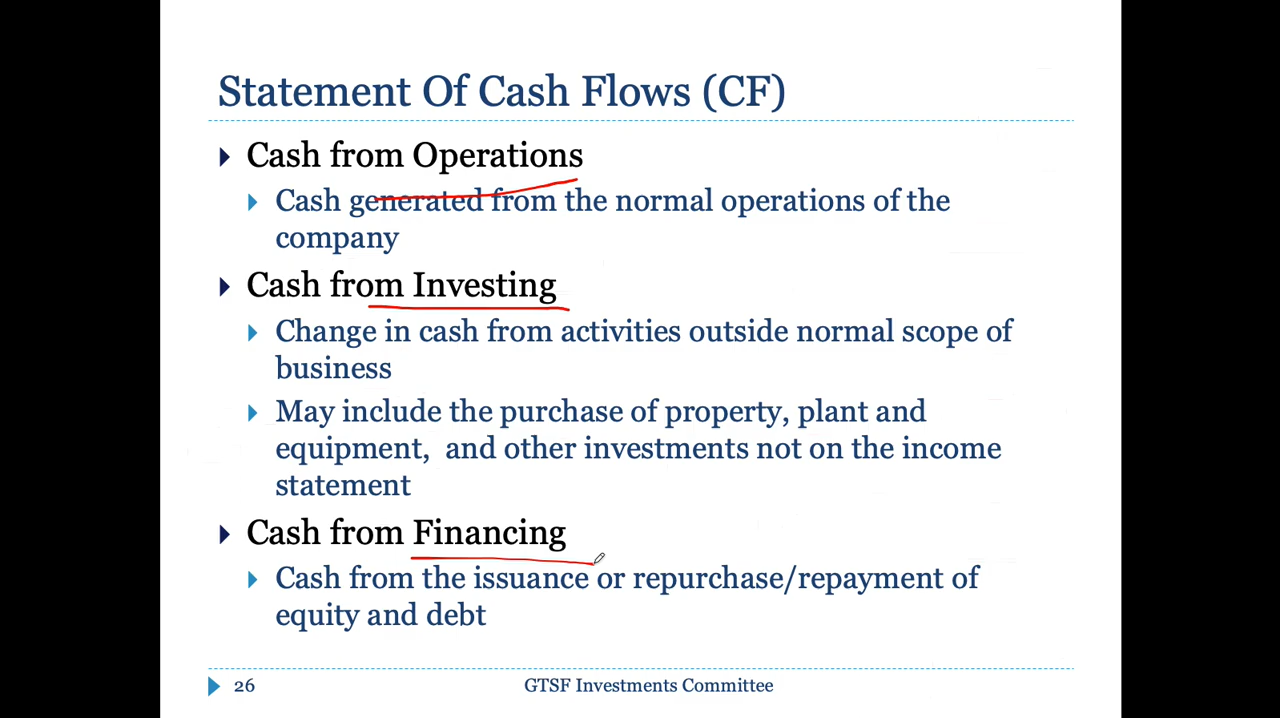 Statement Of Cash Flows (CF)
Cash from Operations
Cash generated from the normal operations of the
company
Cash from Investing
Change in cash from activities outside normal scope of
business
May include the purchase of property, plant and
equipment,  and other investments not on the income
statement
Cash from Financing
Cash from the issuance or repurchase/repayment of
equity and debt
26 GTSF Investments Committee